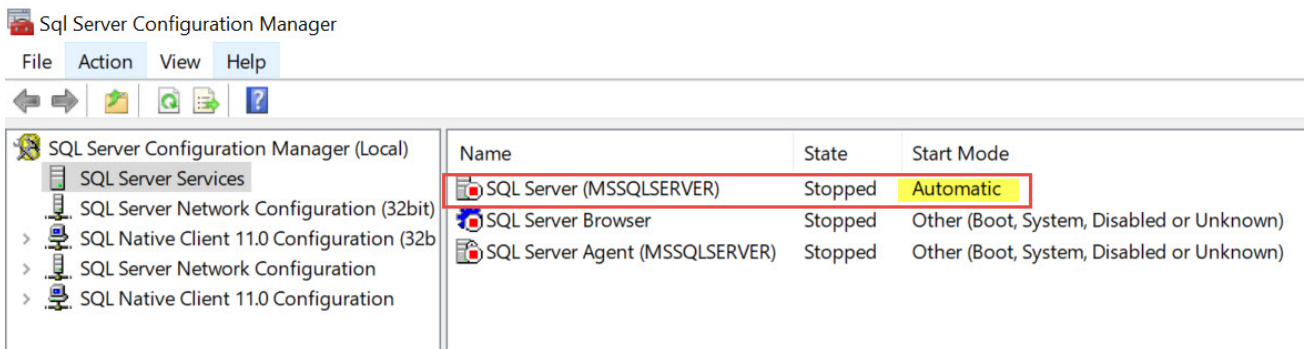 Sql Server Configuration Manager
File Action View Help
SQL Server Configuration Manager (Local)
SQL Server Services
SQL Server Network Configuration (32bit)
SQL Native Client 11.0 Configuration (32b
SQL Server Network Configuration
SQL Native Client 11.0 Configuration
Name State Start Mode
SQL Server (MSSQLSERVER) Stopped Automatic
SQL Server Browser Stopped Other (Boot, System, Disabled or Unknown)
SQL Server Agent (MSSQLSERVER) Stopped Other (Boot, System, Disabled or Unknown)